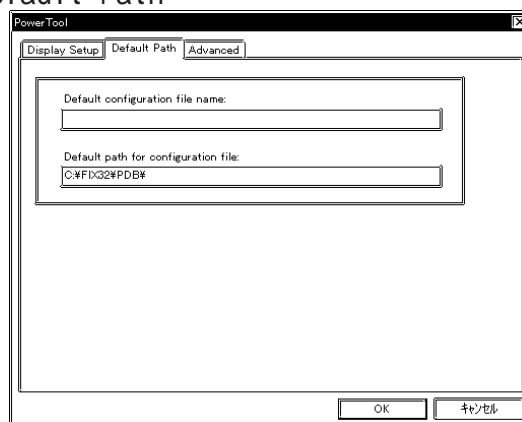 Default Path
PowerTool
Display Setup Default Path Advanced
Default configuration file name:
Default path for configuration file:
C:¥FIX32¥PDB¥
OK キャンセル